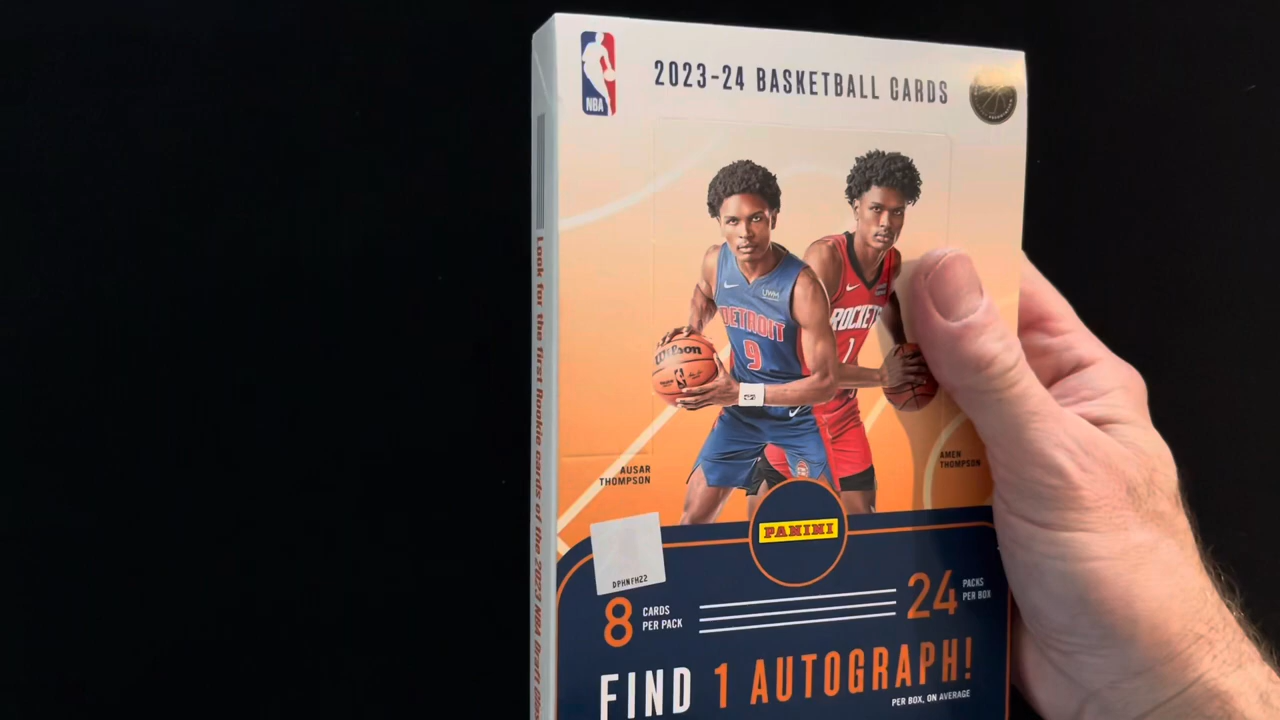 NBA
2023-24 BASKETBALL CARDS
Wilson
UWM
DETROIT
9
ROCKETS
1
AUSAR
THOMPSON
AMEN
THOMPSON
PANINI
DPHNFH22
8 CARDS
PER PACK
24 PACKS
PER BOX
FIND 1 AUTOGRAPH!
PER BOX, ON AVERAGE
Look for the first Rookie cards of the 2023 NBA Draft